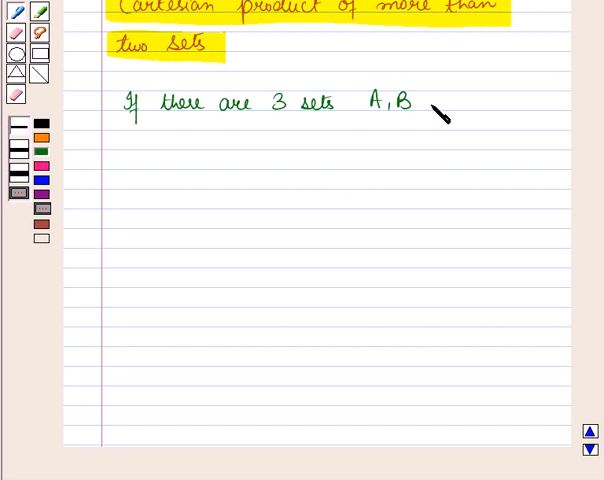 Cartesian product of more than
two sets
If there are 3 sets A, B